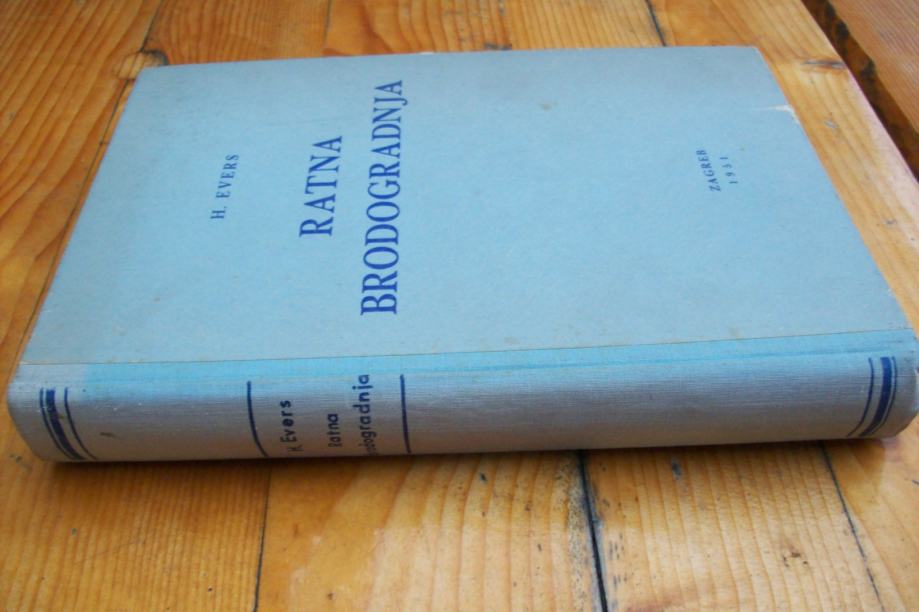 H. EVERS
RATNA
BRODOGRADNJA
ZAGREB
1951
H. Evers
Ratna
Brodogradnja